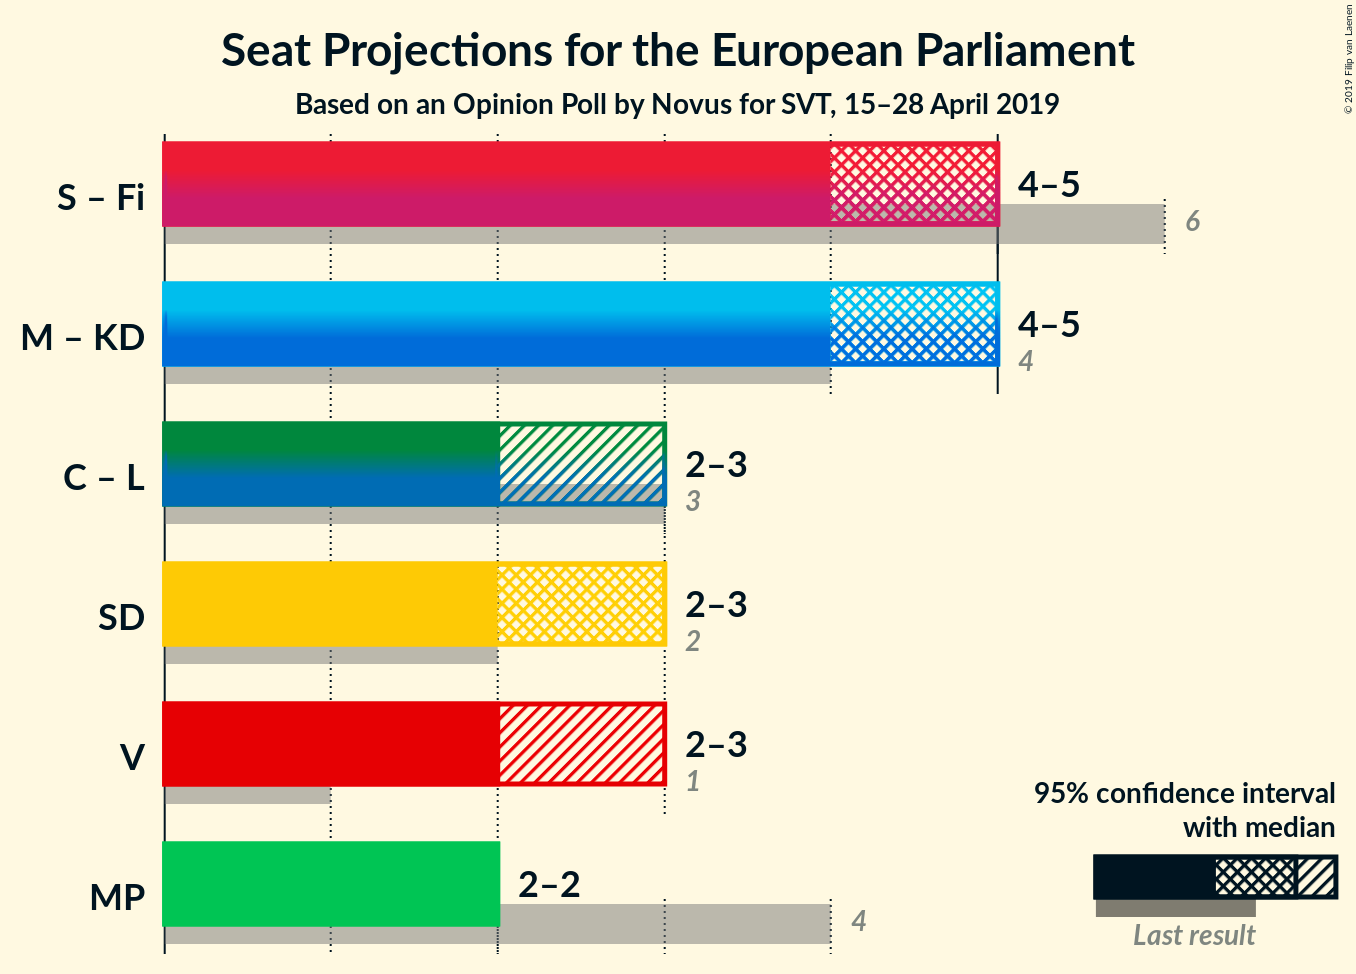 Seat Projections for the European Parliament
Based on an Opinion Poll by Novus for SVT, 15–28 April 2019
© 2019 Filip van Laenen
S – Fi
4–5
6
M – KD
4–5
4
C – L
2–3
3
SD
2–3
2
V
2–3
1
MP
2–2
4
95% confidence interval
with median
Last result